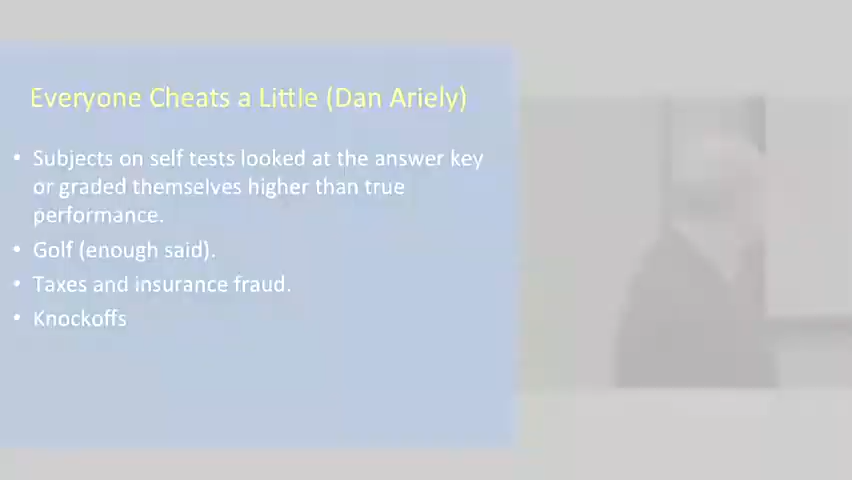 Everyone Cheats a Little (Dan Ariely)
• Subjects on self tests looked at the answer key
or graded themselves higher than true
performance.
• Golf (enough said).
• Taxes and insurance fraud.
• Knockoffs